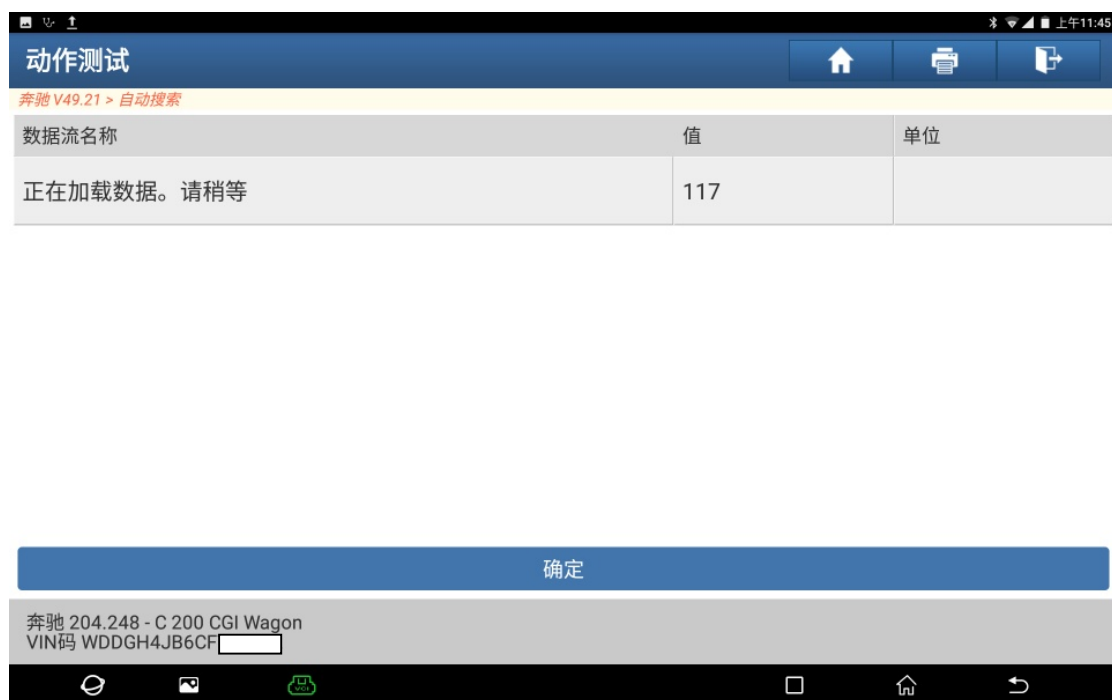 上午11:45
动作测试
奔驰 V49.21 > 自动搜索
数据流名称 值 单位
正在加载数据。请稍等 117
确定
奔驰 204.248 - C 200 CGI Wagon
VIN码 WDDGH4JB6CF
VCI